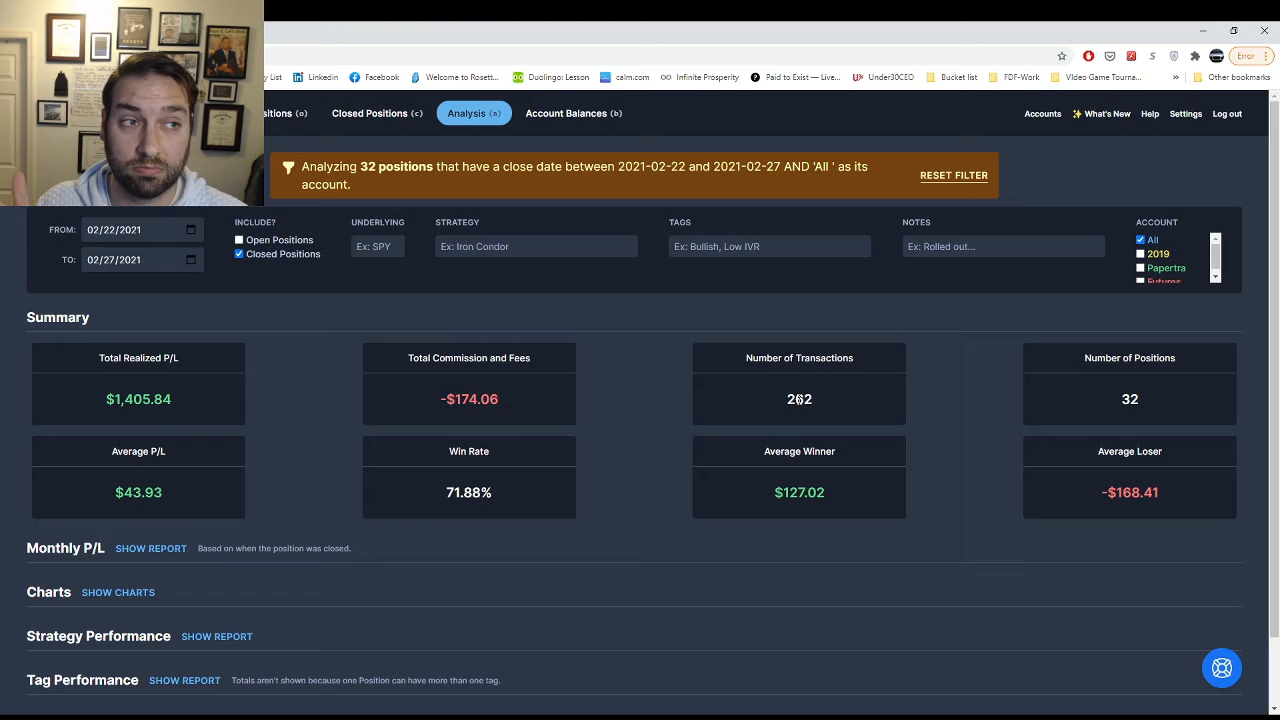 Error
y List
LinkedIn
Facebook
Welcome to Rosett...
Duolingo: Lesson
calm.com
Infinite Prosperity
Error
Under30CEO
Bucket list
FDF-Work
VIdeo Game Tourna...
Other bookmarks
sitions (o)
Closed Positions (c)
Analysis (a)
Account Balances (b)
Accounts
What's New
Help
Settings
Log out
Analyzing 32 positions that have a close date between 2021-02-22 and 2021-02-27 AND 'All ' as its
account.
RESET FILTER
FROM:
02/22/2021
TO:
02/27/2021
INCLUDE?
Open Positions
Closed Positions
UNDERLYING
Ex: SPY
STRATEGY
Ex: Iron Condor
TAGS
Ex: Bullish, Low IVR
NOTES
Ex: Rolled out...
ACCOUNT
All
2019
Papertra
Futures
Summary
Total Realized P/L
$1,405.84
Total Commission and Fees
-$174.06
Number of Transactions
Number of Positions
32
Average P/L
$43.93
Win Rate
71.88%
Average Winner
$127.02
Average Loser
-$168.41
Monthly P/L
SHOW REPORT
Based on when the position was closed.
Charts
SHOW CHARTS
Strategy Performance
SHOW REPORT
Tag Performance
SHOW REPORT
Totals aren't shown because one Position can have more than one tag.